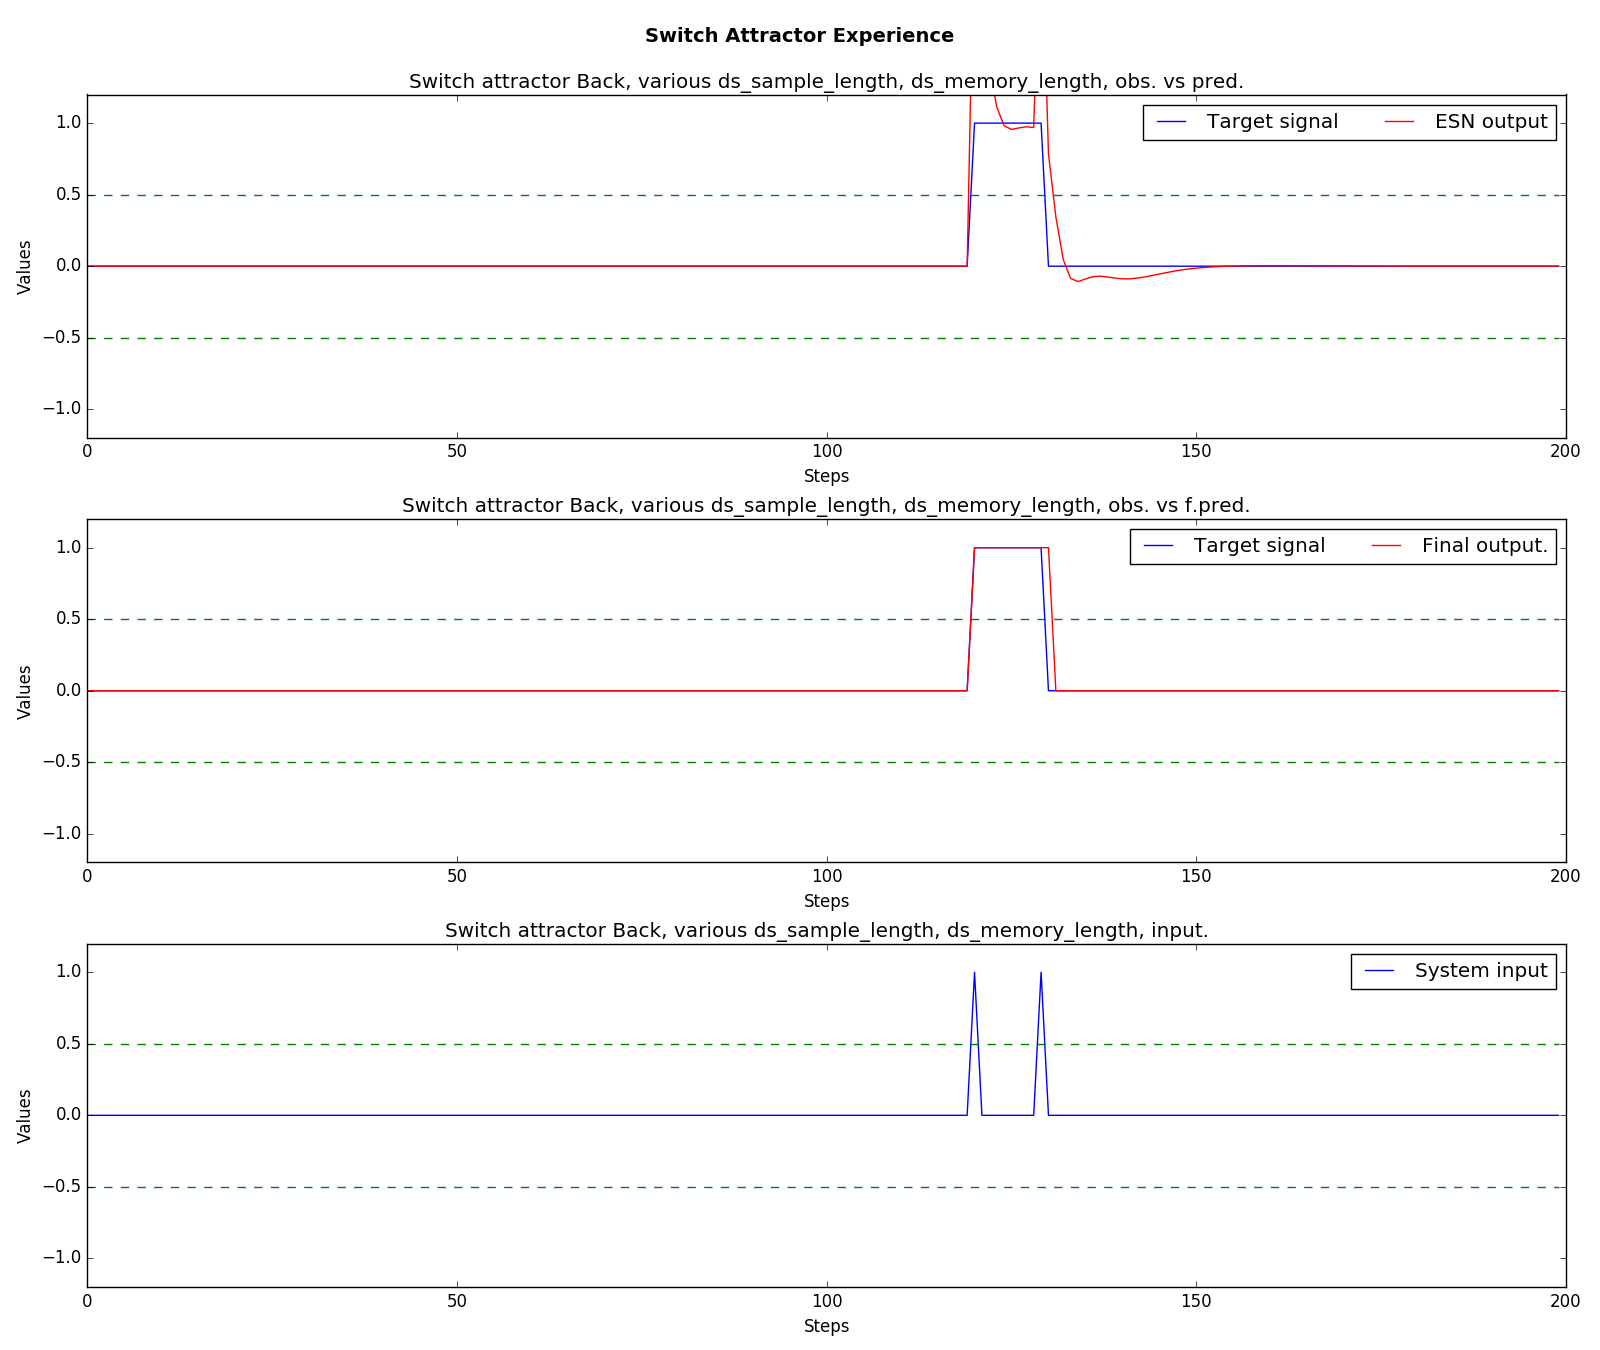 Switch Attractor Experience
Switch attractor Back, various ds_sample_length, ds_memory_length, obs. vs pred.
Target signal ESN output
1.0
0.5
0.0
−0.5
−1.0
Values
0 50 100 150 200
Steps
Switch attractor Back, various ds_sample_length, ds_memory_length, obs. vs f.pred.
Target signal Final output.
1.0
0.5
0.0
−0.5
−1.0
Values
0 50 100 150 200
Steps
Switch attractor Back, various ds_sample_length, ds_memory_length, input.
System input
1.0
0.5
0.0
−0.5
−1.0
Values
0 50 100 150 200
Steps